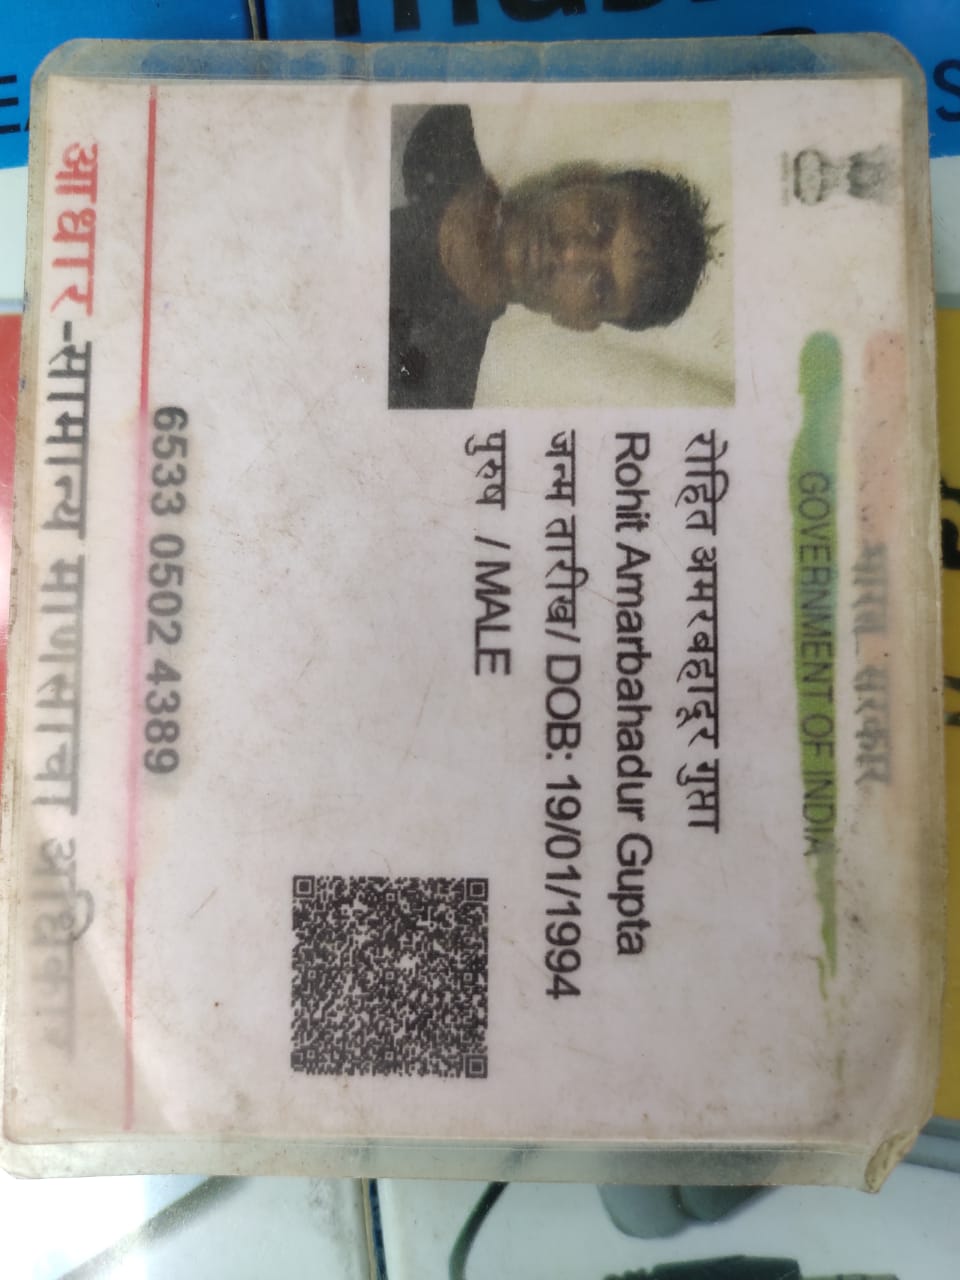 भारत सरकार
GOVERNMENT OF INDIA
रोहित अमरबहादूर गुप्ता
Rohit Amarbahadur Gupta
जन्म तारीख/ DOB: 19/01/1994
पुरुष / MALE
6533 0502 4389
आधार -सामान्य माणसाचा अधिकार